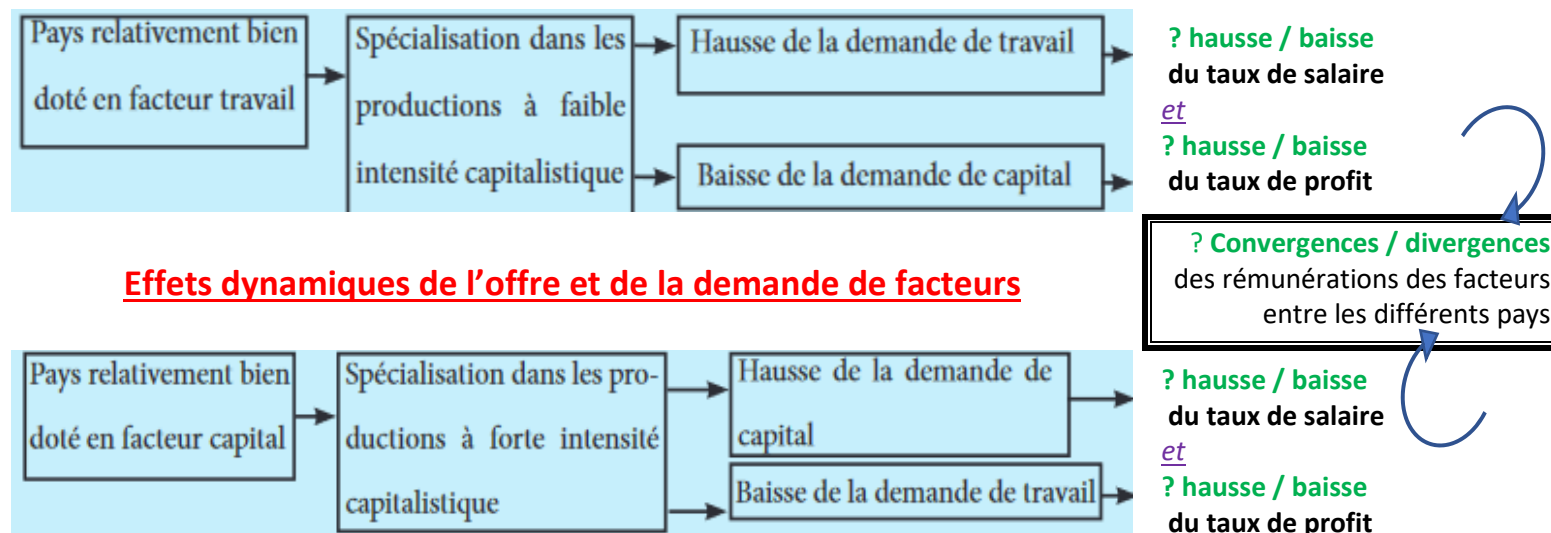 Pays relativement bien
doté en facteur travail
Spécialisation dans les
productions à faible
intensité capitalistique
Hausse de la demande de travail
Baisse de la demande de capital
? hausse / baisse
du taux de salaire
et
? hausse / baisse
du taux de profit
Effets dynamiques de l’offre et de la demande de facteurs
? Convergences / divergences
des rémunérations des facteurs
entre les différents pays
Pays relativement bien
doté en facteur capital
Spécialisation dans les pro-
ductions à forte intensité
capitalistique
Hausse de la demande de
capital
Baisse de la demande de travail
? hausse / baisse
du taux de salaire
et
? hausse / baisse
du taux de profit